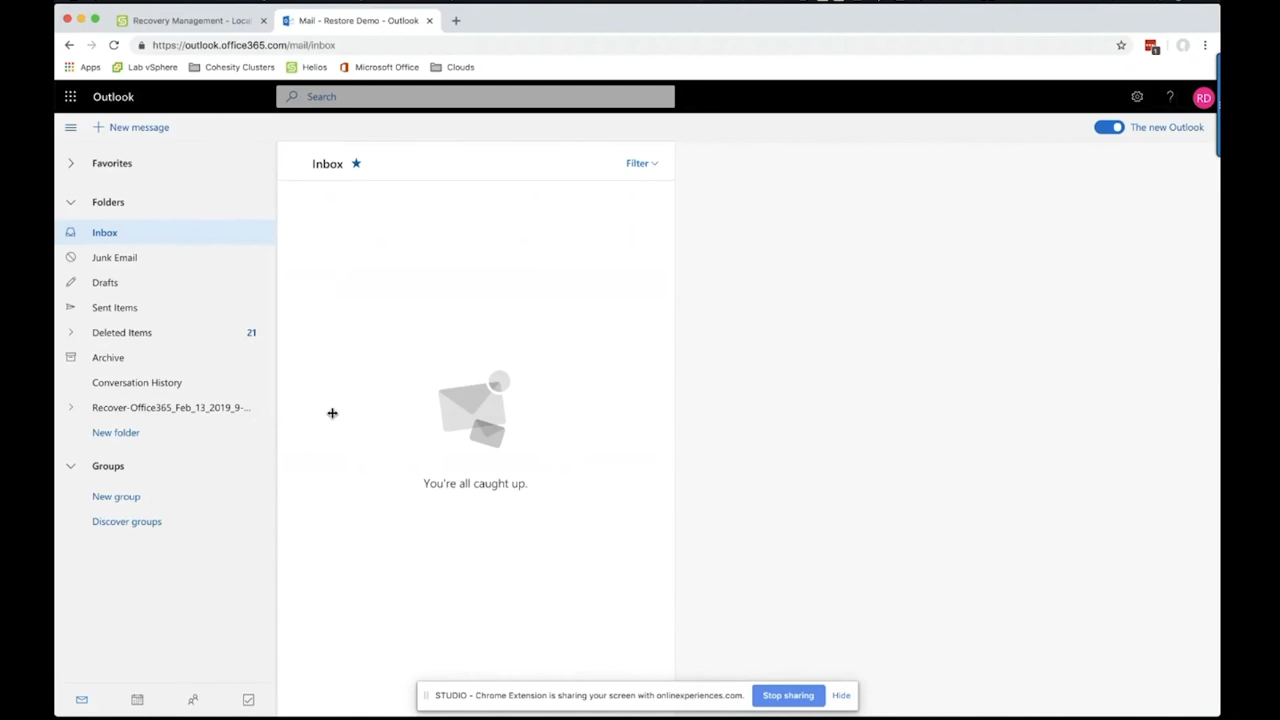 Recovery Management - Loca
Mail - Restore Demo - Outlook
https://outlook.office365.com/mail/inbox
Apps
Lab vSphere
Cohesity Clusters
Helios
Microsoft Office
Clouds
Outlook
Search
RD
New message
The new Outlook
Favorites
Inbox
Filter
Folders
Inbox
Junk Email
Drafts
Sent Items
Deleted Items 21
Archive
Conversation History
Recover-Office365_Feb_13_2019_9-...
New folder
You're all caught up.
Groups
New group
Discover groups
STUDIO - Chrome Extension is sharing your screen with onlinexperiences.com.
Stop sharing
Hide